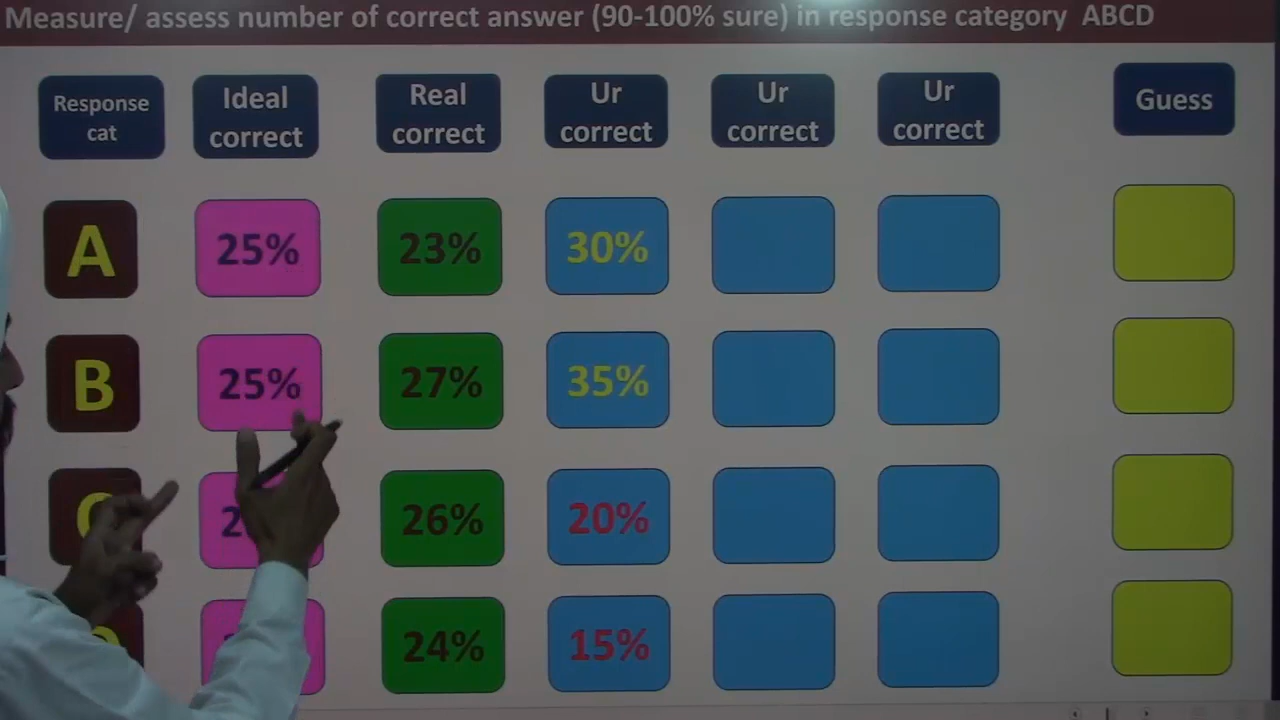 Measure/ assess number of correct answer (90-100% sure) in response category ABCD
Response
cat
Ideal
correct
Real
correct
Ur
correct
Ur
correct
Ur
correct
Guess
A
25%
23%
30%
B
25%
27%
35%
26%
20%
24%
15%